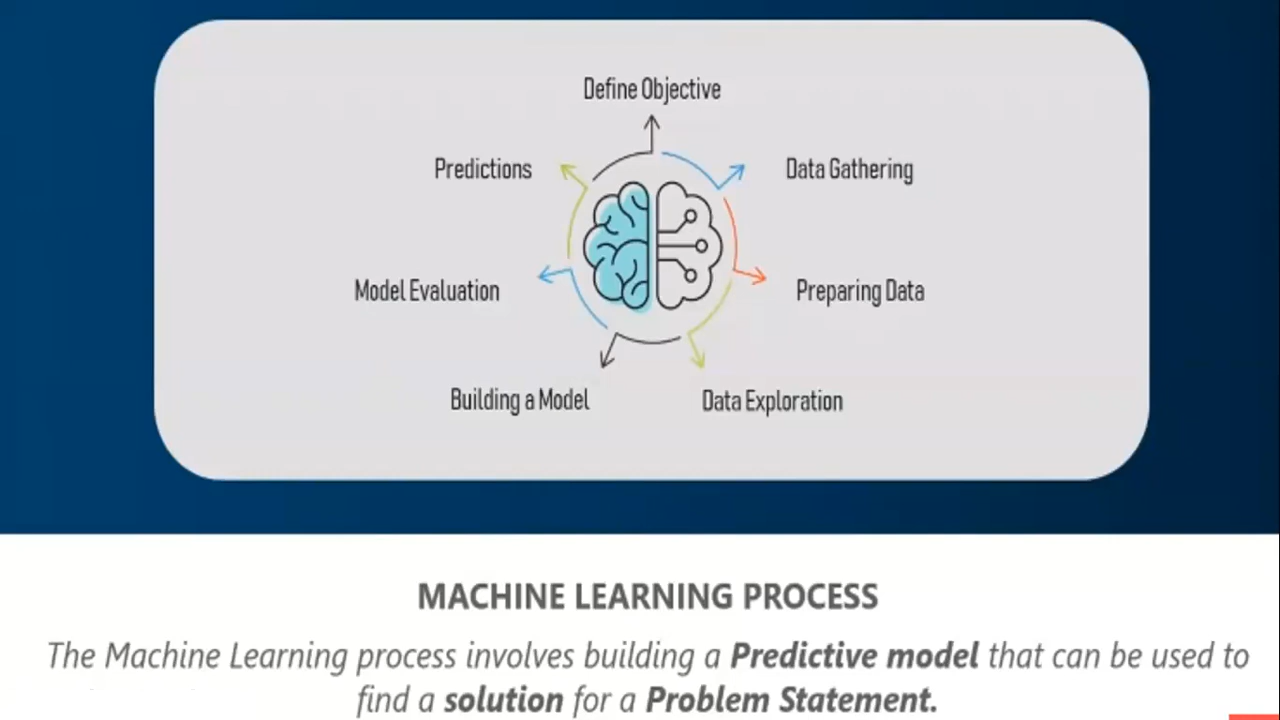 Define Objective
Predictions
Data Gathering
Model Evaluation
Preparing Data
Building a Model
Data Exploration
MACHINE LEARNING PROCESS
The Machine Learning process involves building a Predictive model that can be used to
find a solution for a Problem Statement.